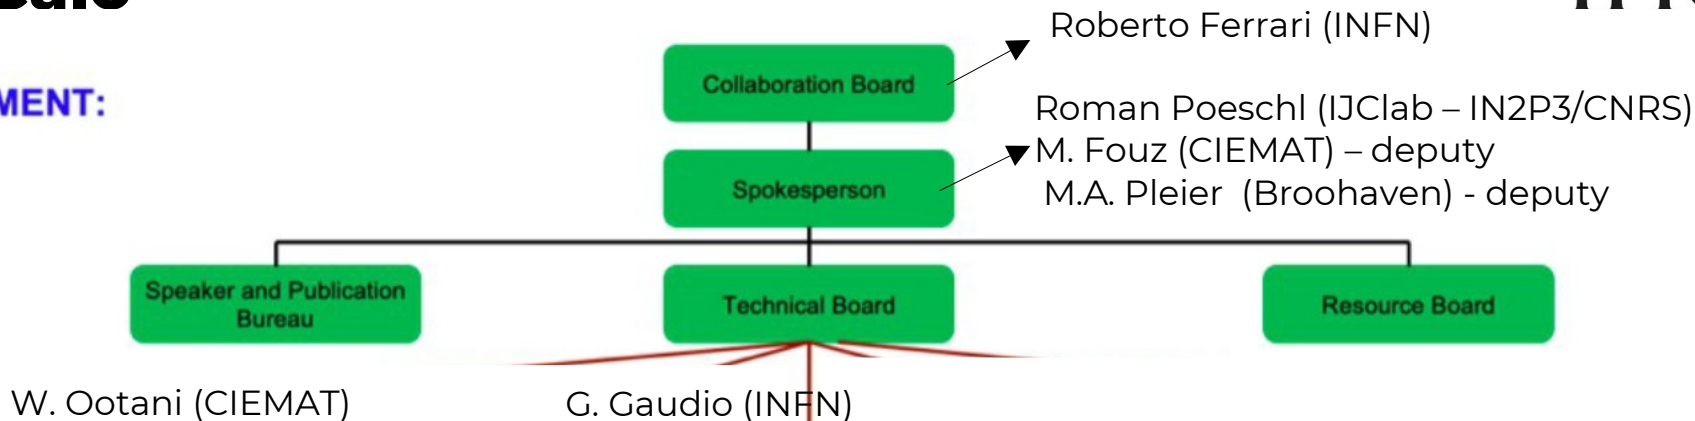 Roberto Ferrari (INFN)
Collaboration Board
MENT:
Roman Poeschl (IJClab – IN2P3/CNRS)
M. Fouz (CIEMAT) – deputy
Spokesperson
M.A. Pleier (Broohaven) - deputy
Speaker and Publication
Bureau
Technical Board
Resource Board
W. Ootani (CIEMAT)
G. Gaudio (INFN)